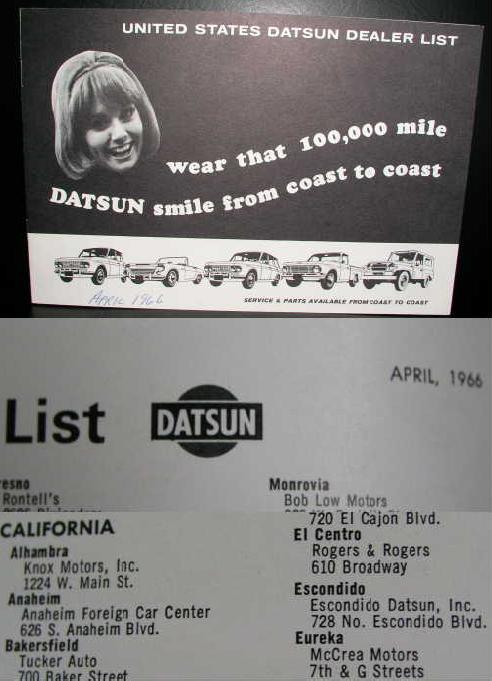 UNITED STATES DATSUN DEALER LIST
wear that 100,000 mile
DATSUN smile from coast to coast
April 1966
SERVICE & PARTS AVAILABLE FROM COAST TO COAST
APRIL, 1966
List DATSUN
esno
Rontell's
Monrovia
Bob Low Motors
CALIFORNIA
Alhambra
Knox Motors, Inc.
1224 W. Main St.
Anaheim
Anaheim Foreign Car Center
626 S. Anaheim Blvd.
Bakersfield
Tucker Auto
700 Baker Street
720 El Cajon Blvd.
El Centro
Rogers & Rogers
610 Broadway
Escondido
Escondido Datsun, Inc.
728 No. Escondido Blvd.
Eureka
McCrea Motors
7th & G Streets